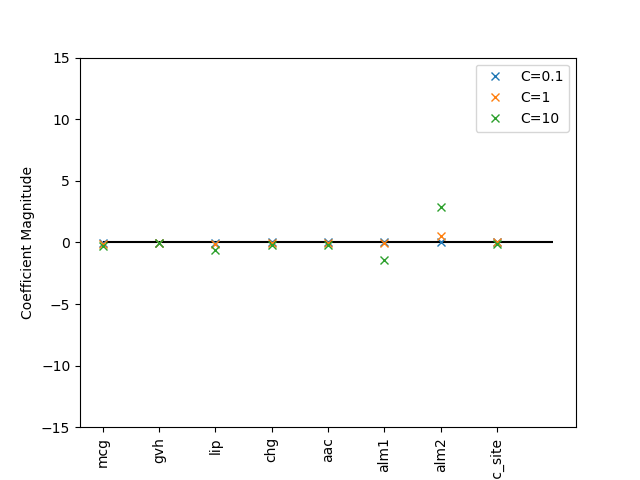 15
10
5
0
−5
−10
−15
Coefficient Magnitude
C=0.1
C=1
C=10
mcg
gvh
lip
chg
aac
alm1
alm2
c_site